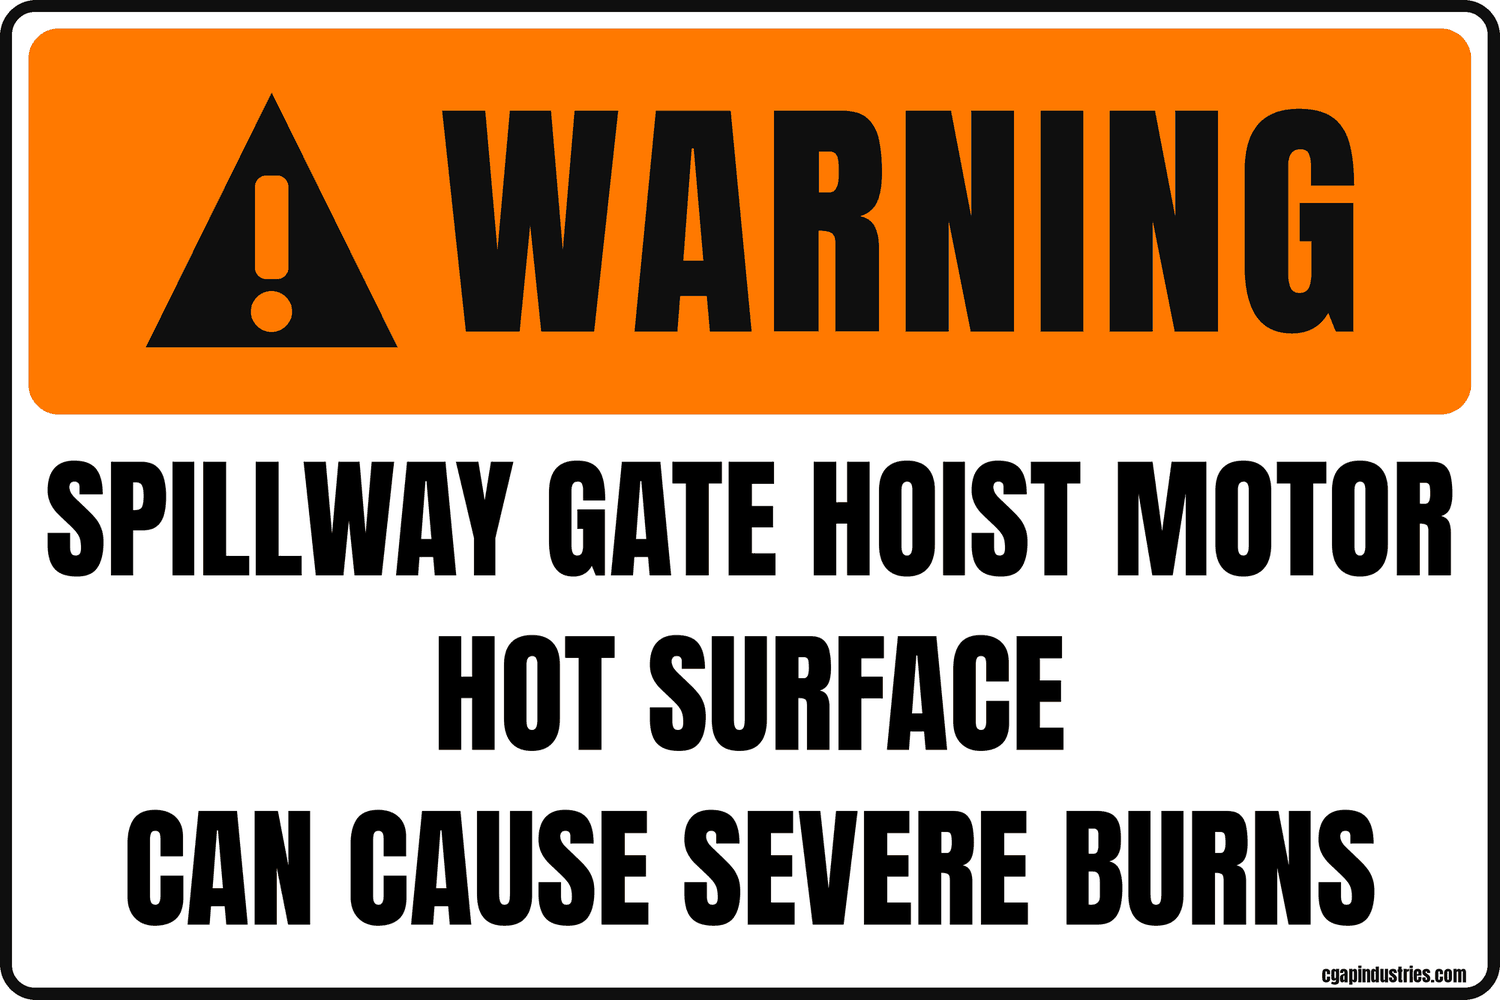 WARNING
SPILLWAY GATE HOIST MOTOR
HOT SURFACE
CAN CAUSE SEVERE BURNS
cgapindustries.com